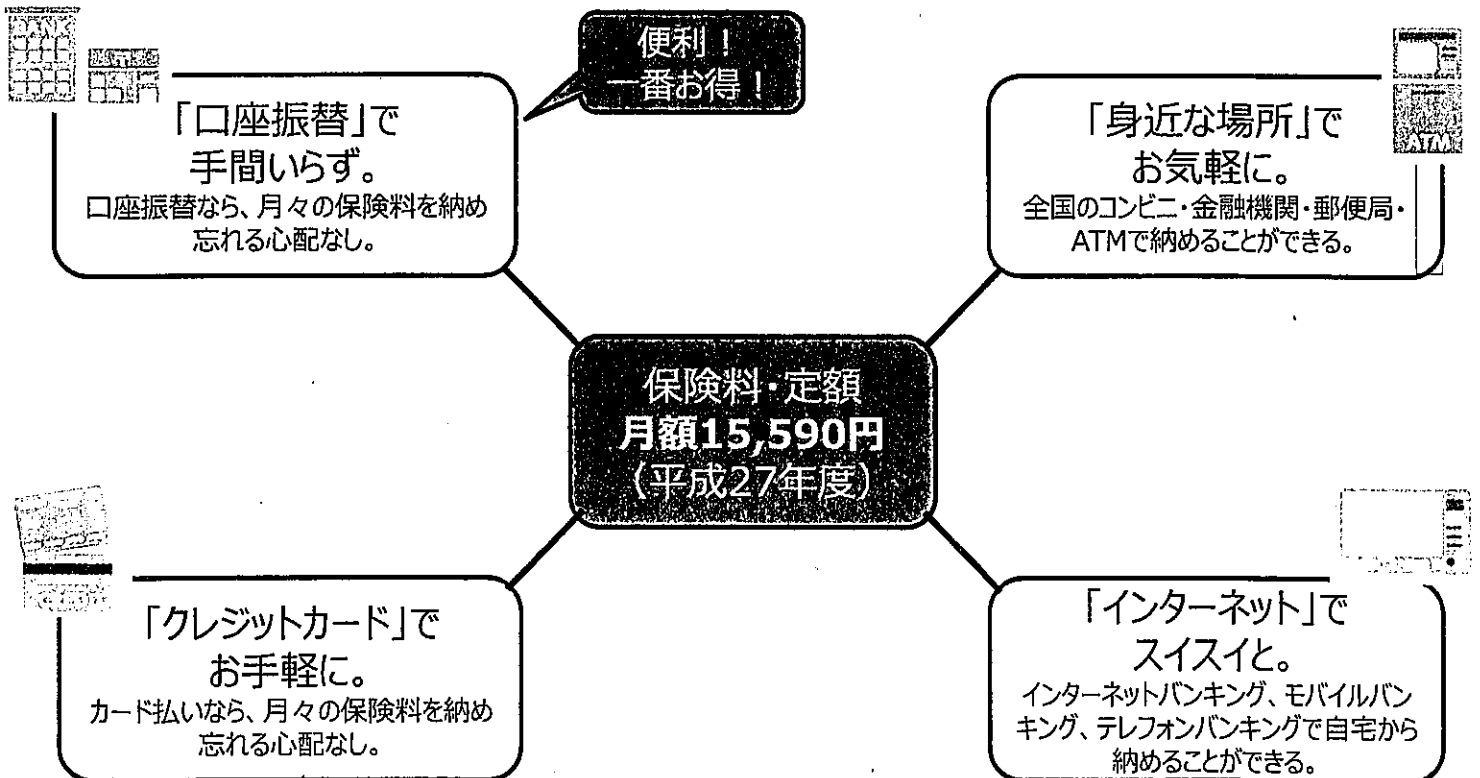 BANK
便利！
一番お得！
「口座振替」で
手間いらず。
口座振替なら、月々の保険料を納め
忘れる心配なし。
「身近な場所」で
お気軽に。
全国のコンビニ・金融機関・郵便局・
ATMで納めることができる。
ATM
保険料・定額
月額15,590円
（平成27年度）
「クレジットカード」で
お手軽に。
カード払いなら、月々の保険料を納め
忘れる心配なし。
「インターネット」で
スイスイと。
インターネットバンキング、モバイルバン
キング、テレフォンバンキングで自宅から
納めることができる。